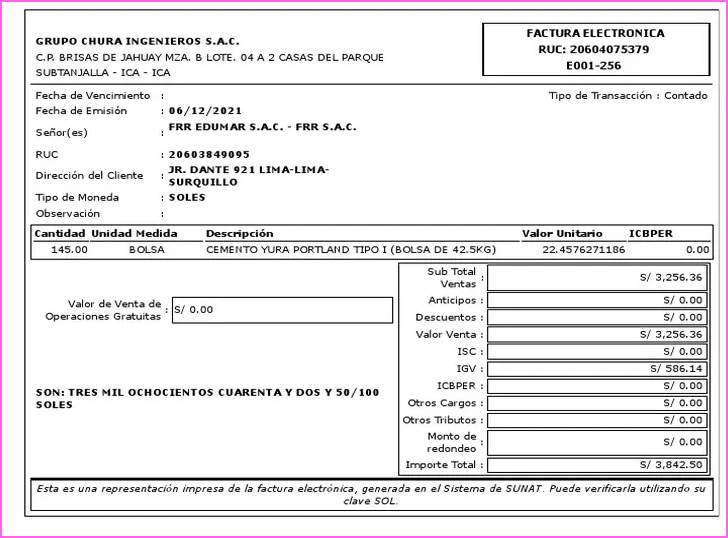 GRUPO CHURA INGENIEROS S.A.C.
C.P. BRISAS DE JAHUAY MZA. B LOTE. 04 A 2 CASAS DEL PARQUE
SUBTANJALLA - ICA - ICA
FACTURA ELECTRONICA
RUC: 20604075379
E001-256
Fecha de Vencimiento :
Tipo de Transacción : Contado
Fecha de Emisión : 06/12/2021
Señor(es) : FRR EDUMAR S.A.C. - FRR S.A.C.
RUC : 20603849095
Dirección del Cliente : JR. DANTE 921 LIMA-LIMA-
SURQUILLO
Tipo de Moneda : SOLES
Observación :
Cantidad Unidad Medida Descripción Valor Unitario ICBPER
145.00 BOLSA CEMENTO YURA PORTLAND TIPO I (BOLSA DE 42.5KG) 22.4576271186 0.00
Valor de Venta de
Operaciones Gratuitas : S/ 0.00
SON: TRES MIL OCHOCIENTOS CUARENTA Y DOS Y 50/100
SOLES
Sub Total
Ventas : S/ 3,256.36
Anticipos : S/ 0.00
Descuentos : S/ 0.00
Valor Venta : S/ 3,256.36
ISC : S/ 0.00
IGV : S/ 586.14
ICBPER : S/ 0.00
Otros Cargos : S/ 0.00
Otros Tributos : S/ 0.00
Monto de
redondeo : S/ 0.00
Importe Total : S/ 3,842.50
Esta es una representación impresa de la factura electrónica, generada en el Sistema de SUNAT. Puede verificarla utilizando su
clave SOL.